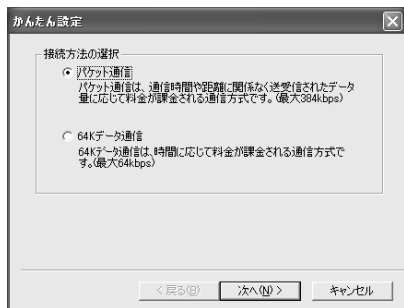 かんたん設定
接続方法の選択
パケット通信
パケット通信は、通信時間や距離に関係なく送受信されたデータ
量に応じて料金が課金される通信方式です。(最大384kbps)
64Kデータ通信
64Kデータ通信は、時間に応じて料金が課金される通信方式で
す。(最大64kbps)
< 戻る(B)
次へ(N) >
キャンセル